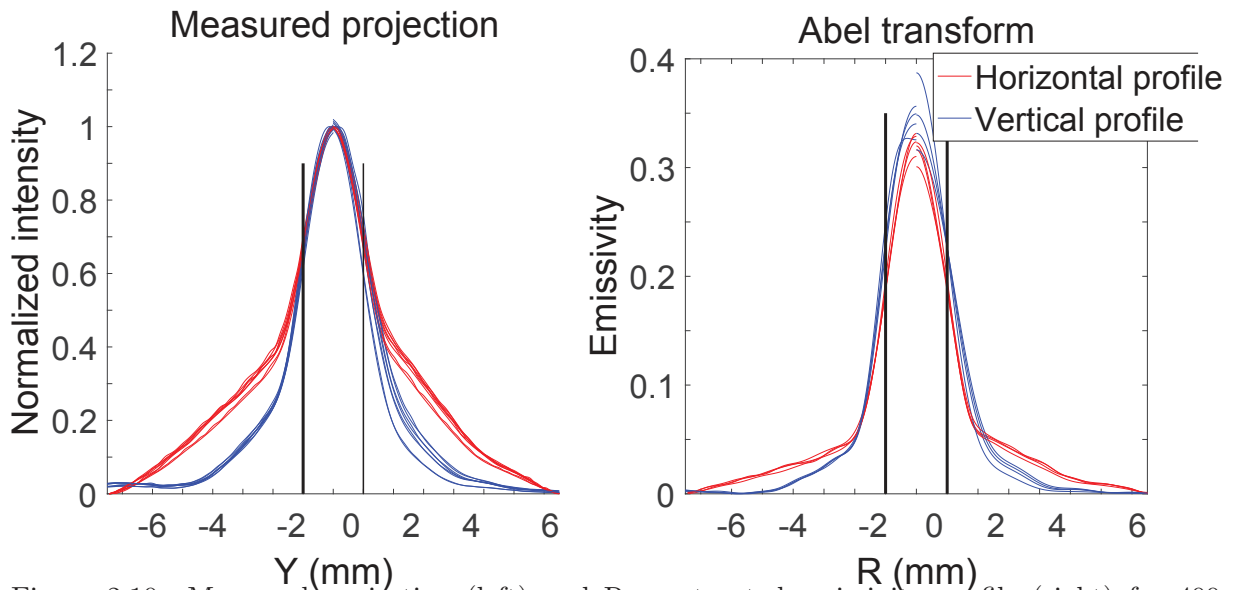 Measured projection
Normalized intensity
1.2
1
0.8
0.6
0.4
0.2
0
-6 -4 -2 0 2 4 6
Y (mm)
Abel transform
Horizontal profile
Vertical profile
Emissivity
0.4
0.3
0.2
0.1
0
-6 -4 -2 0 2 4 6
R (mm)